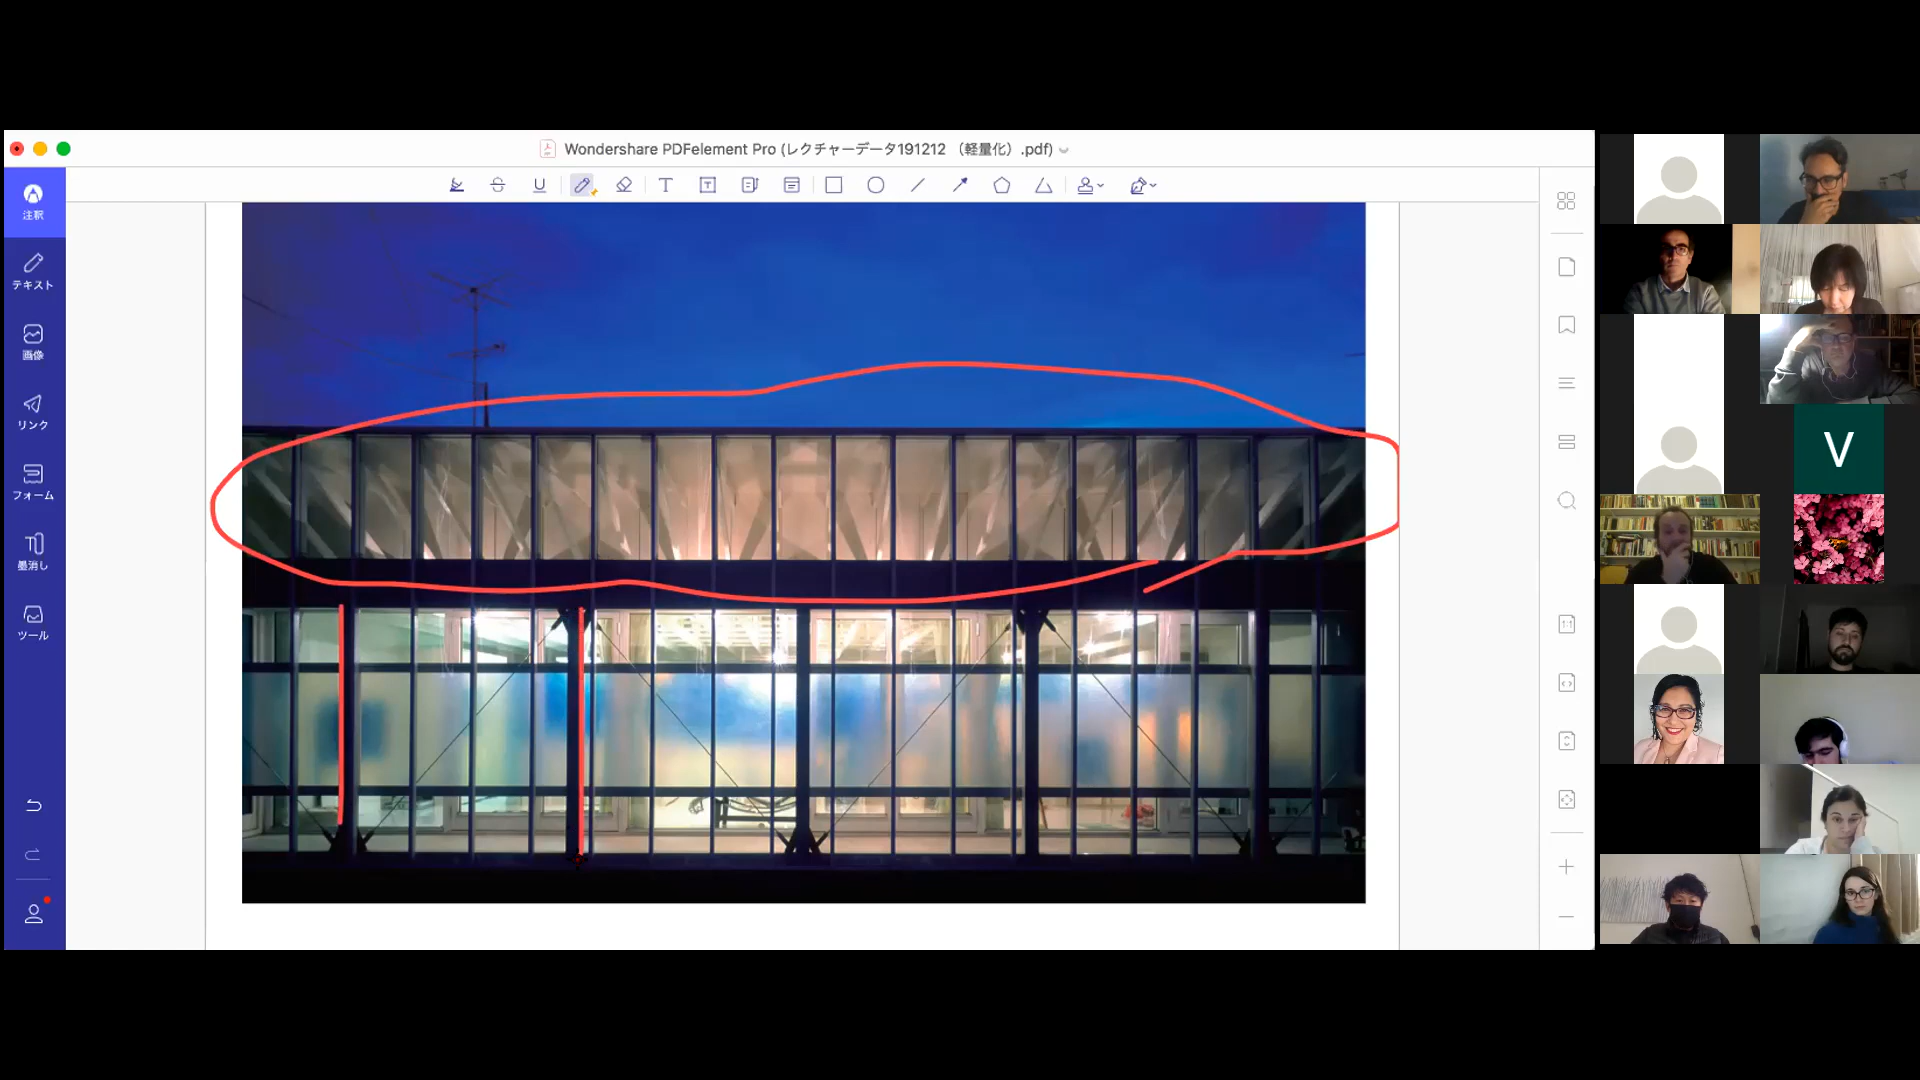 Wondershare PDFelement Pro (レクチャーデータ191212 （軽量化）.pdf)
注釈
テキスト
画像
リンク
フォーム
墨消し
ツール
V